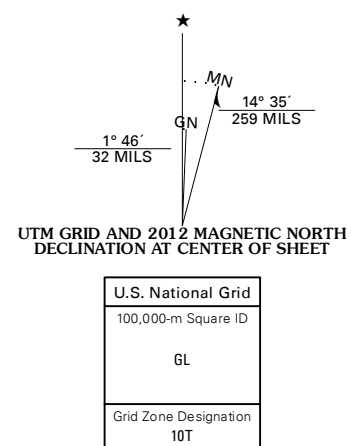 ★
MN
GN
14° 35´
259 MILS
1° 46´
32 MILS
UTM GRID AND 2012 MAGNETIC NORTH
DECLINATION AT CENTER OF SHEET
U.S. National Grid
100,000-m Square ID
GL
Grid Zone Designation
10T